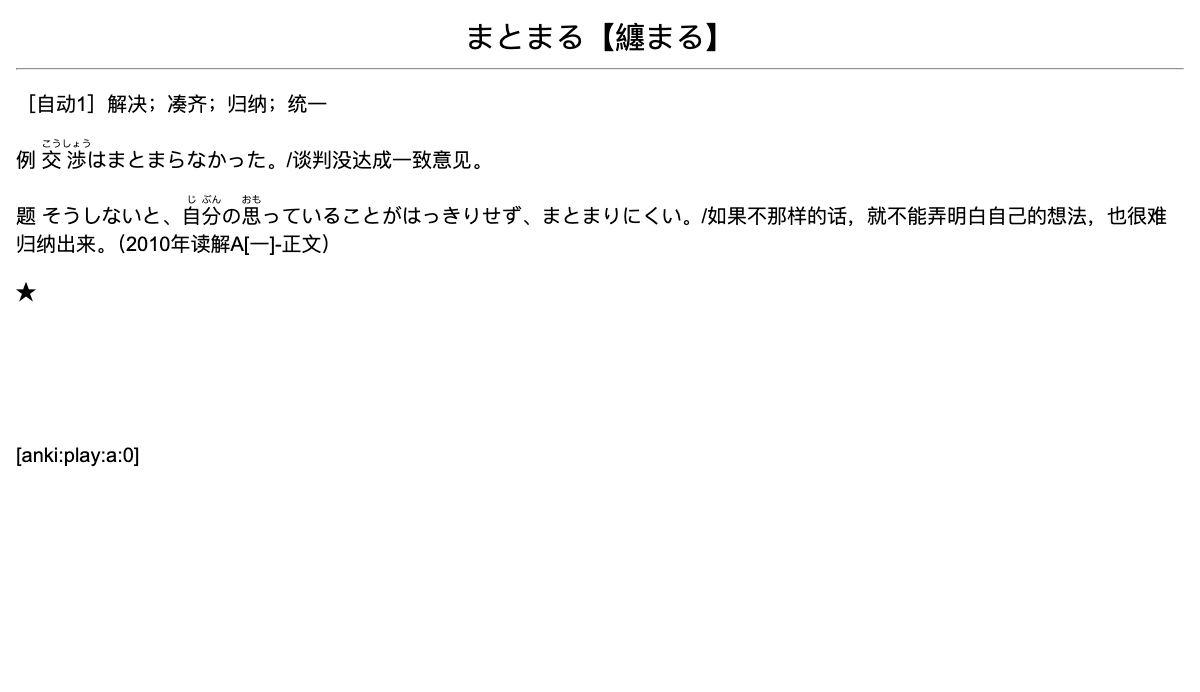 まとまる【纏まる】
［自动1］解决；凑齐；归纳；统一
こうしょう
例 交渉はまとまらなかった。/谈判没达成一致意见。
じ ぶん おも
题 そうしないと、自分の思っていることがはっきりせず、まとまりにくい。/如果不那样的话，就不能弄明白自己的想法，也很难
归纳出来。（2010年读解A[一]-正文）
★
[anki:play:a:0]